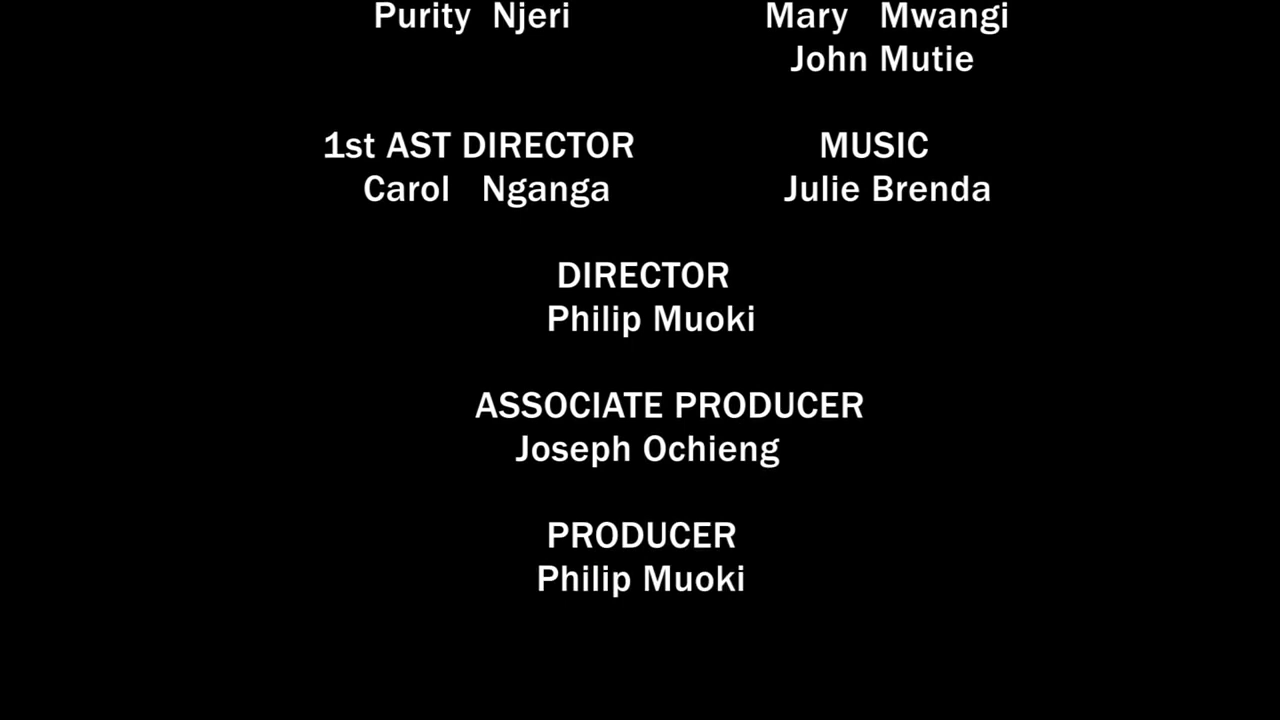 Purity Njeri Mary Mwangi
John Mutie
1st AST DIRECTOR MUSIC
Carol Nganga Julie Brenda
DIRECTOR
Philip Muoki
ASSOCIATE PRODUCER
Joseph Ochieng
PRODUCER
Philip Muoki